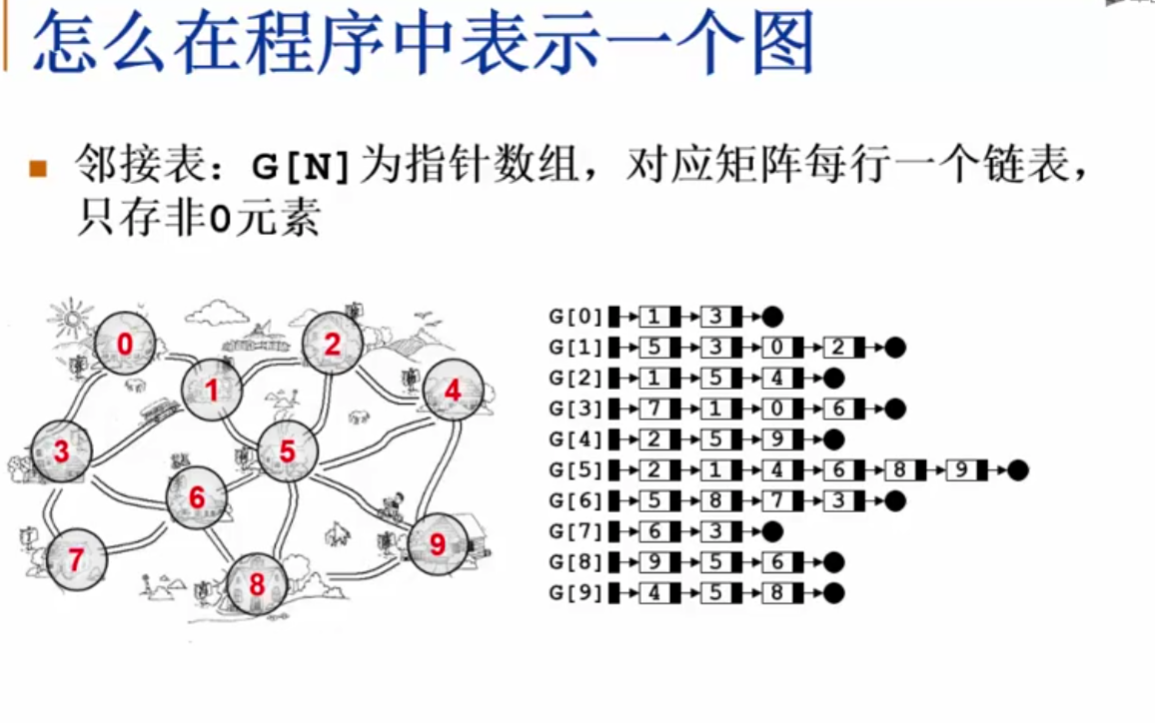 怎么在程序中表示一个图
邻接表：G[N]为指针数组，对应矩阵每行一个链表，
只存非0元素
0
2
1
4
3
5
6
7
9
8
G[0] 1 3
G[1] 5 3 0 2
G[2] 1 5 4
G[3] 7 1 0 6
G[4] 2 5 9
G[5] 2 1 4 6 8 9
G[6] 5 8 7 3
G[7] 6 3
G[8] 9 5 6
G[9] 4 5 8